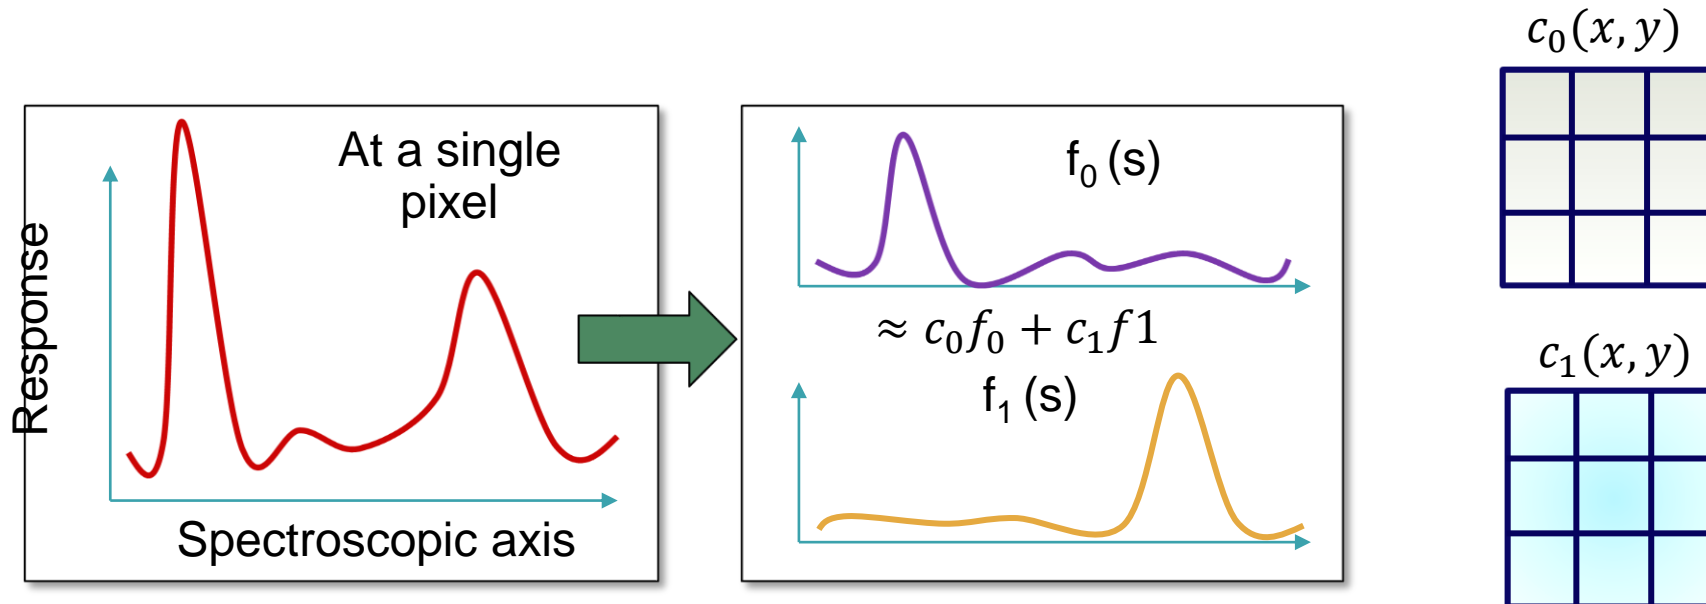 At a single
pixel
Response
Spectroscopic axis
f₀ (s)
≈ 𝑐₀𝑓₀ + 𝑐₁𝑓1
f₁ (s)
𝑐₀(𝑥, 𝑦)
𝑐₁(𝑥, 𝑦)